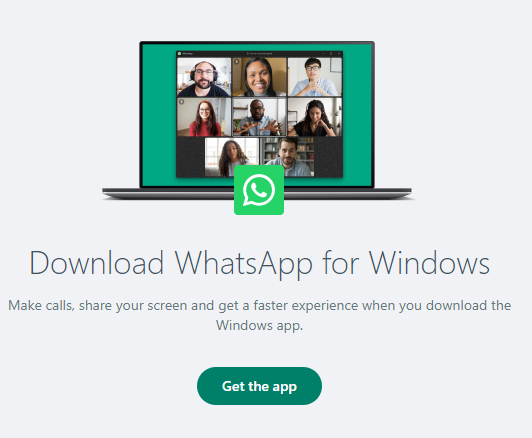 Download WhatsApp for Windows
Make calls, share your screen and get a faster experience when you download the
Windows app.
Get the app